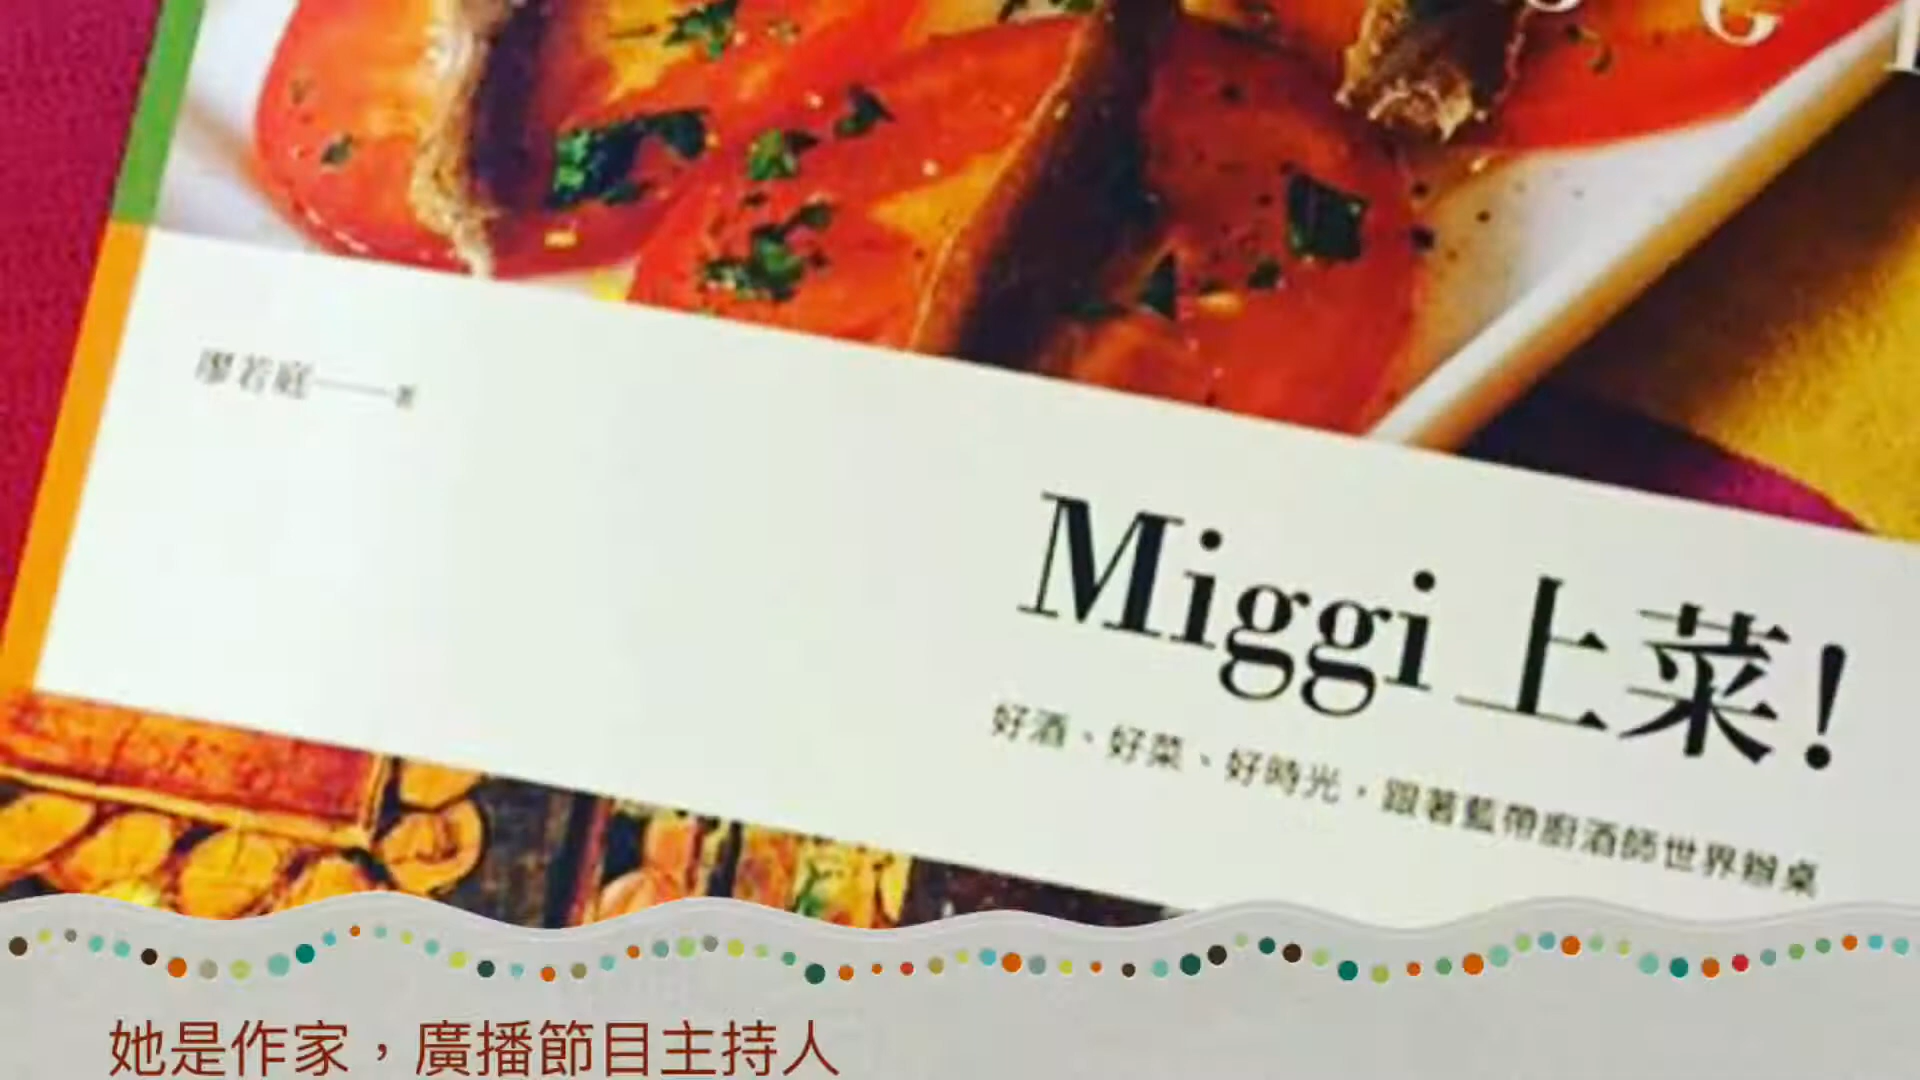 廖若庭——著
Miggi上菜!
好酒、好菜、好時光，跟著藍帶廚酒師世界辦桌
她是作家，廣播節目主持人